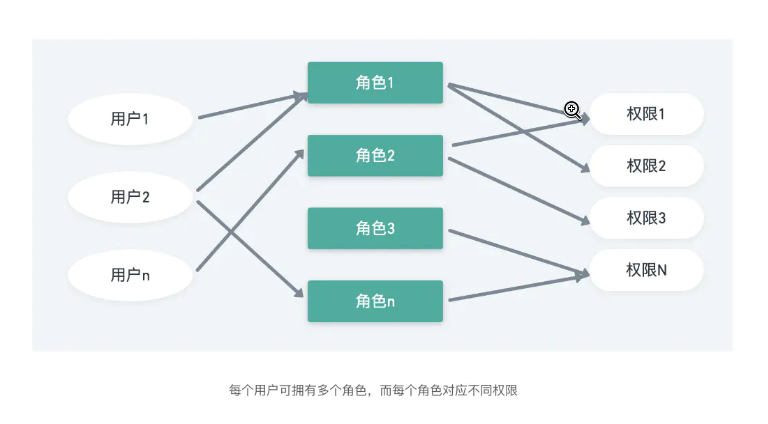 用户1
用户2
用户n
角色1
角色2
角色3
角色n
权限1
权限2
权限3
权限N
每个用户可拥有多个角色，而每个角色对应不同权限